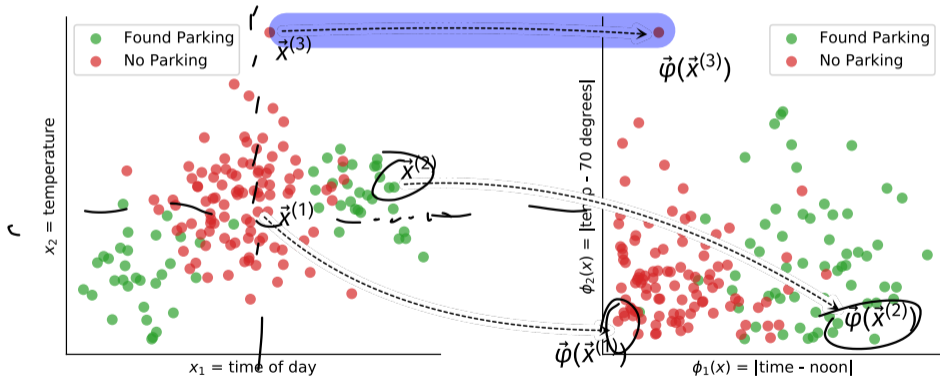 Found Parking
No Parking
x⃗⁽³⁾
x⃗⁽²⁾
x⃗⁽¹⁾
x₂ = temperature
x₁ = time of day
Found Parking
No Parking
φ⃗(x⃗⁽³⁾)
φ⃗(x⃗⁽²⁾)
φ⃗(x⃗⁽¹⁾)
ϕ₂(x) = |temp - 70 degrees|
ϕ₁(x) = |time - noon|